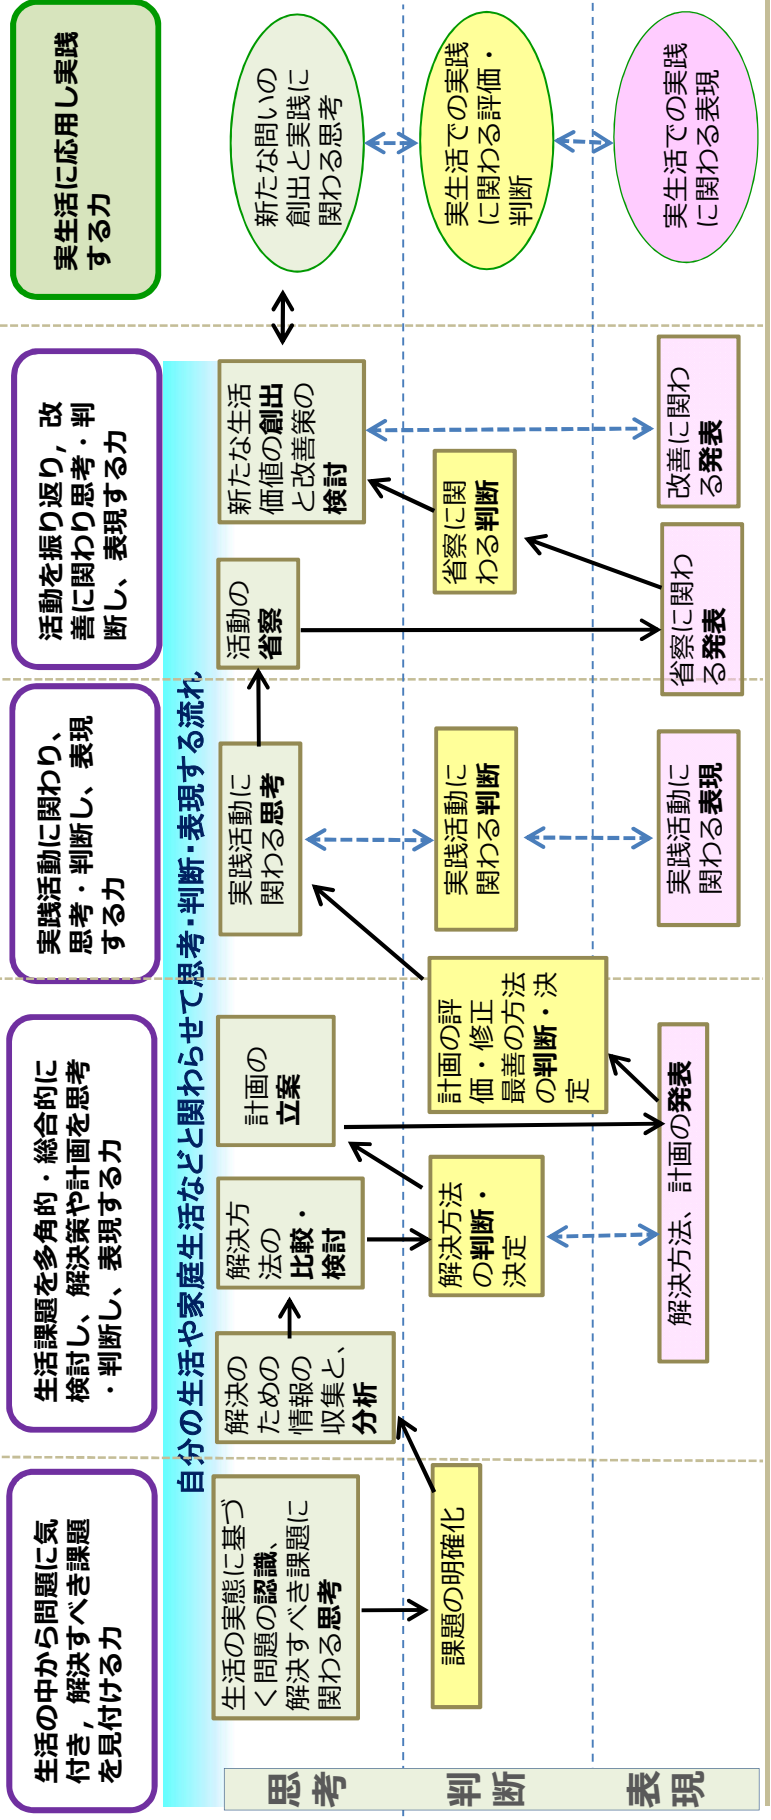 生活の中から問題に気
付き，解決すべき課題
を見付ける力
生活課題を多角的・総合的に
検討し、解決策や計画を思考
・判断し、表現する力
実践活動に関わり、
思考・判断し、表現
する力
活動を振り返り，改
善に関わり思考・判
断し、表現する力
実生活に応用し実践
する力
自分の生活や家庭生活などと関わらせて思考・判断・表現する流れ
思考
生活の実態に基づ
く問題の認識、
解決すべき課題に
関わる思考
解決の
ための
情報の
収集と、
分析
解決方
法の
比較・
検討
計画の
立案
実践活動に
関わる思考
活動の
省察
新たな生活
価値の創出
と改善策の
検討
新たな問いの
創出と実践に
関わる思考
判断
課題の明確化
解決方法
の判断・
決定
計画の評
価・修正
最善の方法
の判断・決
定
実践活動に
関わる判断
省察に関
わる判断
実生活での実践
に関わる評価・
判断
表現
解決方法、計画の発表
実践活動に
関わる表現
省察に関わ
る発表
改善に関わ
る発表
実生活での実践
に関わる表現